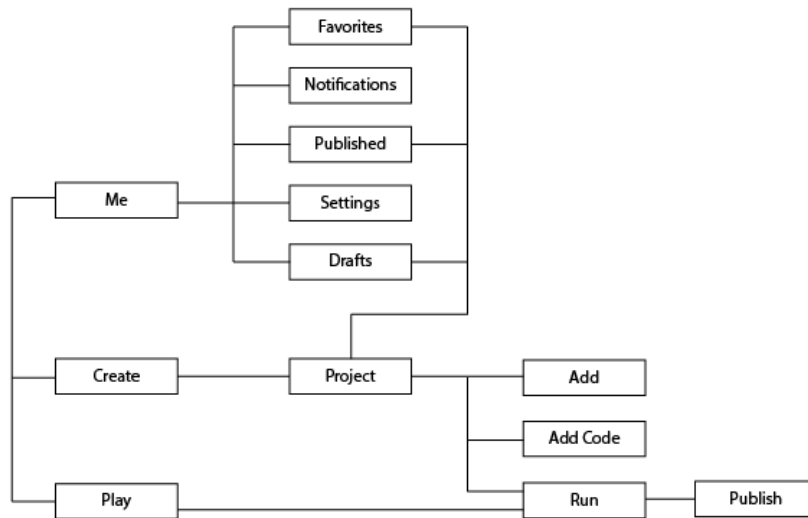 Favorites
Notifications
Published
Me
Settings
Drafts
Create
Project
Add
Add Code
Play
Run
Publish